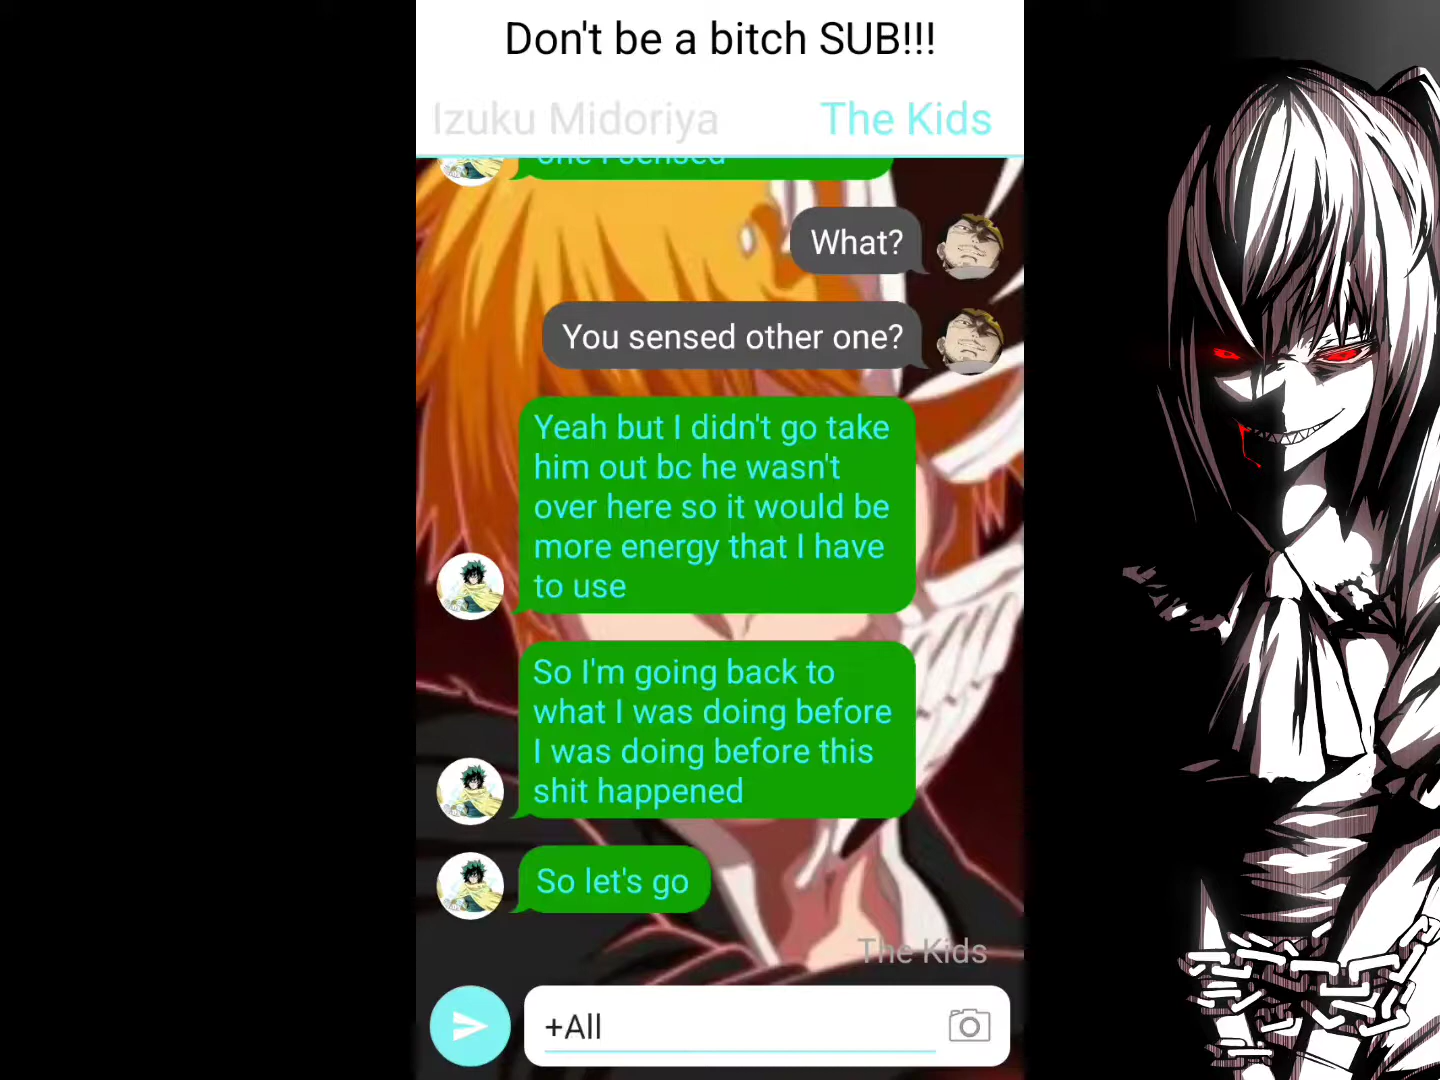 Don't be a bitch SUB!!!
Izuku Midoriya The Kids
one I sensed
What?
You sensed other one?
Yeah but I didn't go take
him out bc he wasn't
over here so it would be
more energy that I have
to use
So I'm going back to
what I was doing before
I was doing before this
shit happened
So let's go
The Kids
+All